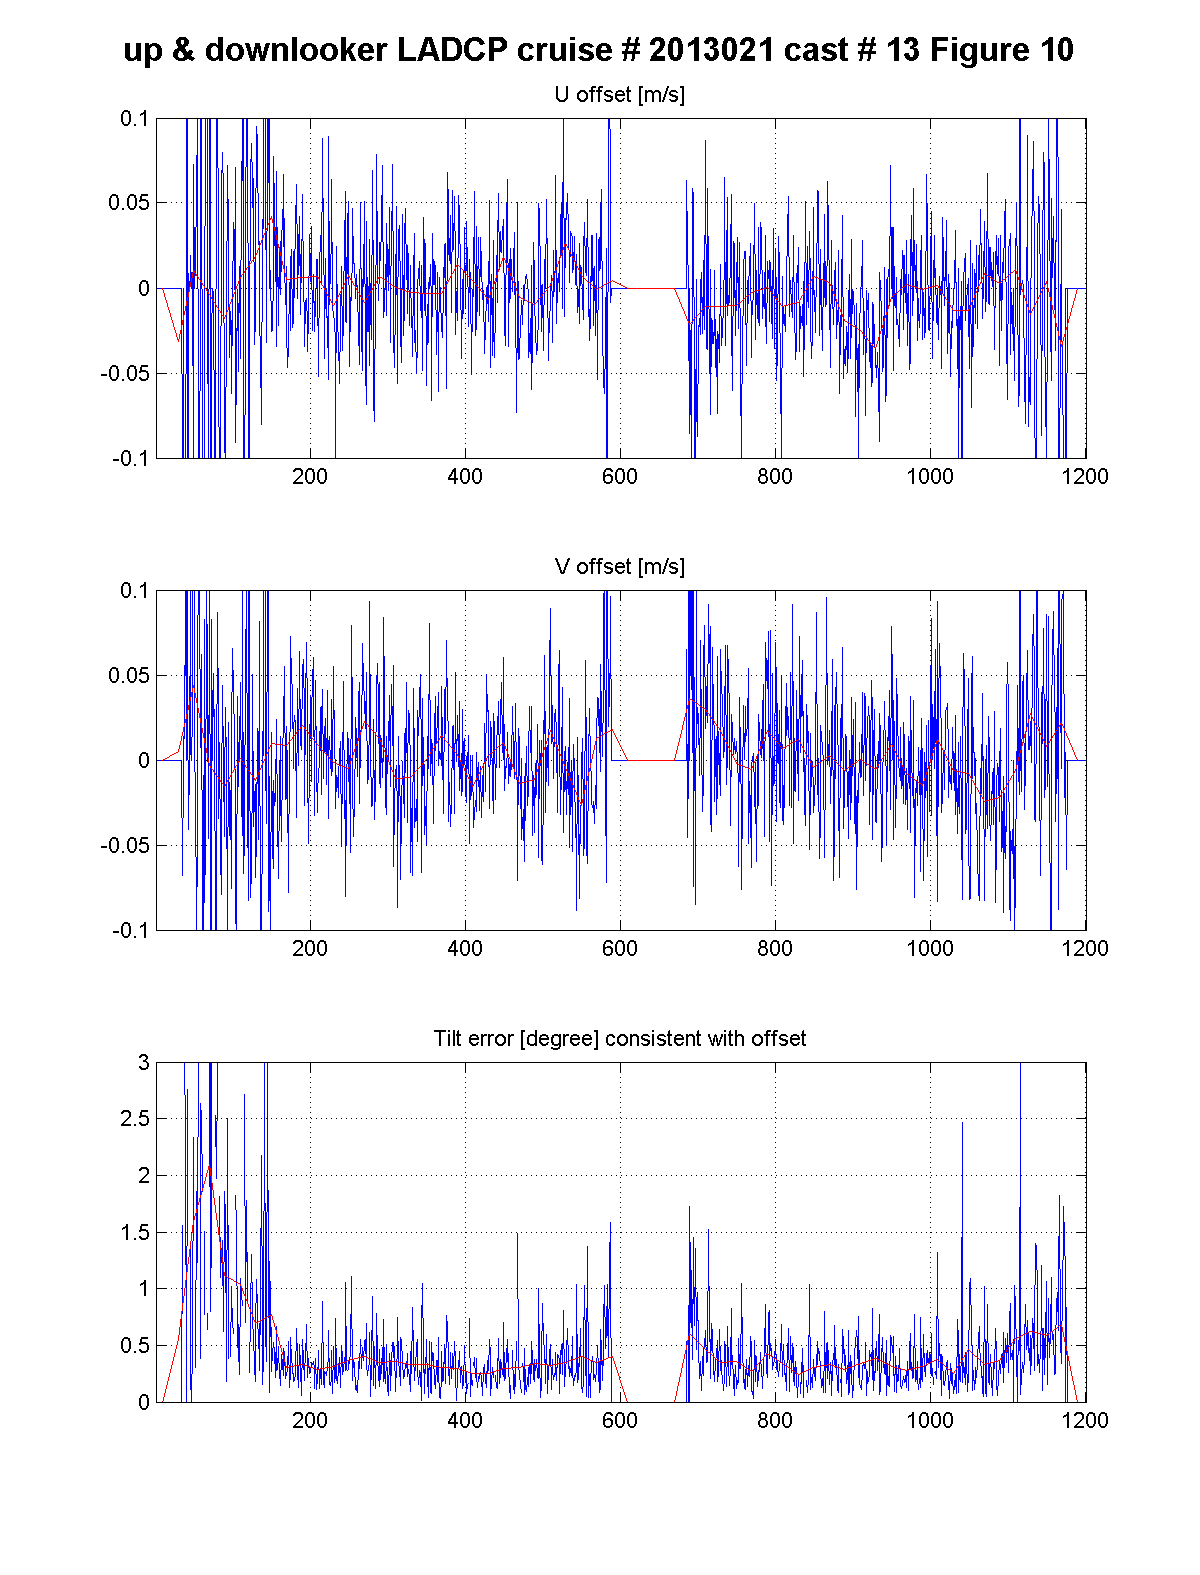 up & downlooker LADCP cruise # 2013021 cast # 13 Figure 10
U offset [m/s]
0.1
0.05
0
-0.05
-0.1
200 400 600 800 1000 1200
V offset [m/s]
0.1
0.05
0
-0.05
-0.1
200 400 600 800 1000 1200
Tilt error [degree] consistent with offset
3
2.5
2
1.5
1
0.5
0
200 400 600 800 1000 1200